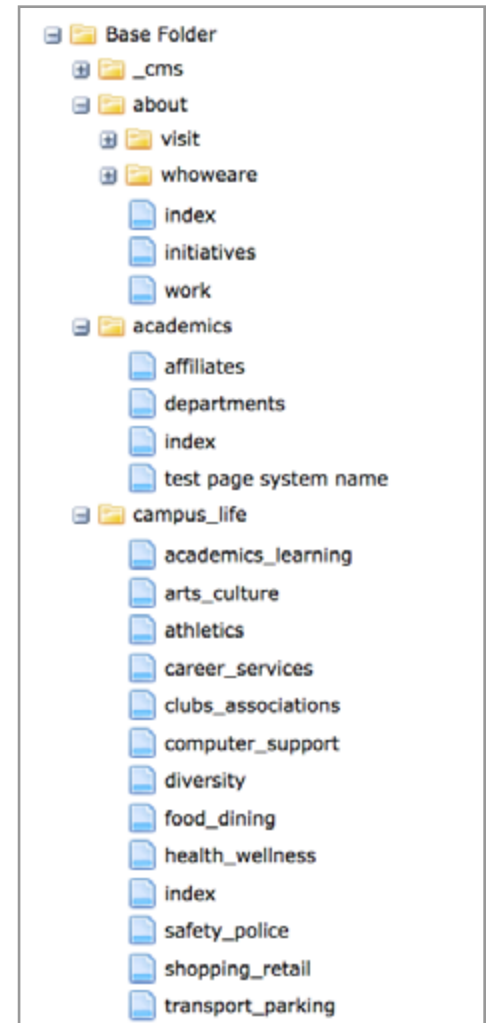 Base Folder
_cms
about
visit
whoweare
index
initiatives
work
academics
affiliates
departments
index
test page system name
campus_life
academics_learning
arts_culture
athletics
career_services
clubs_associations
computer_support
diversity
food_dining
health_wellness
index
safety_police
shopping_retail
transport_parking